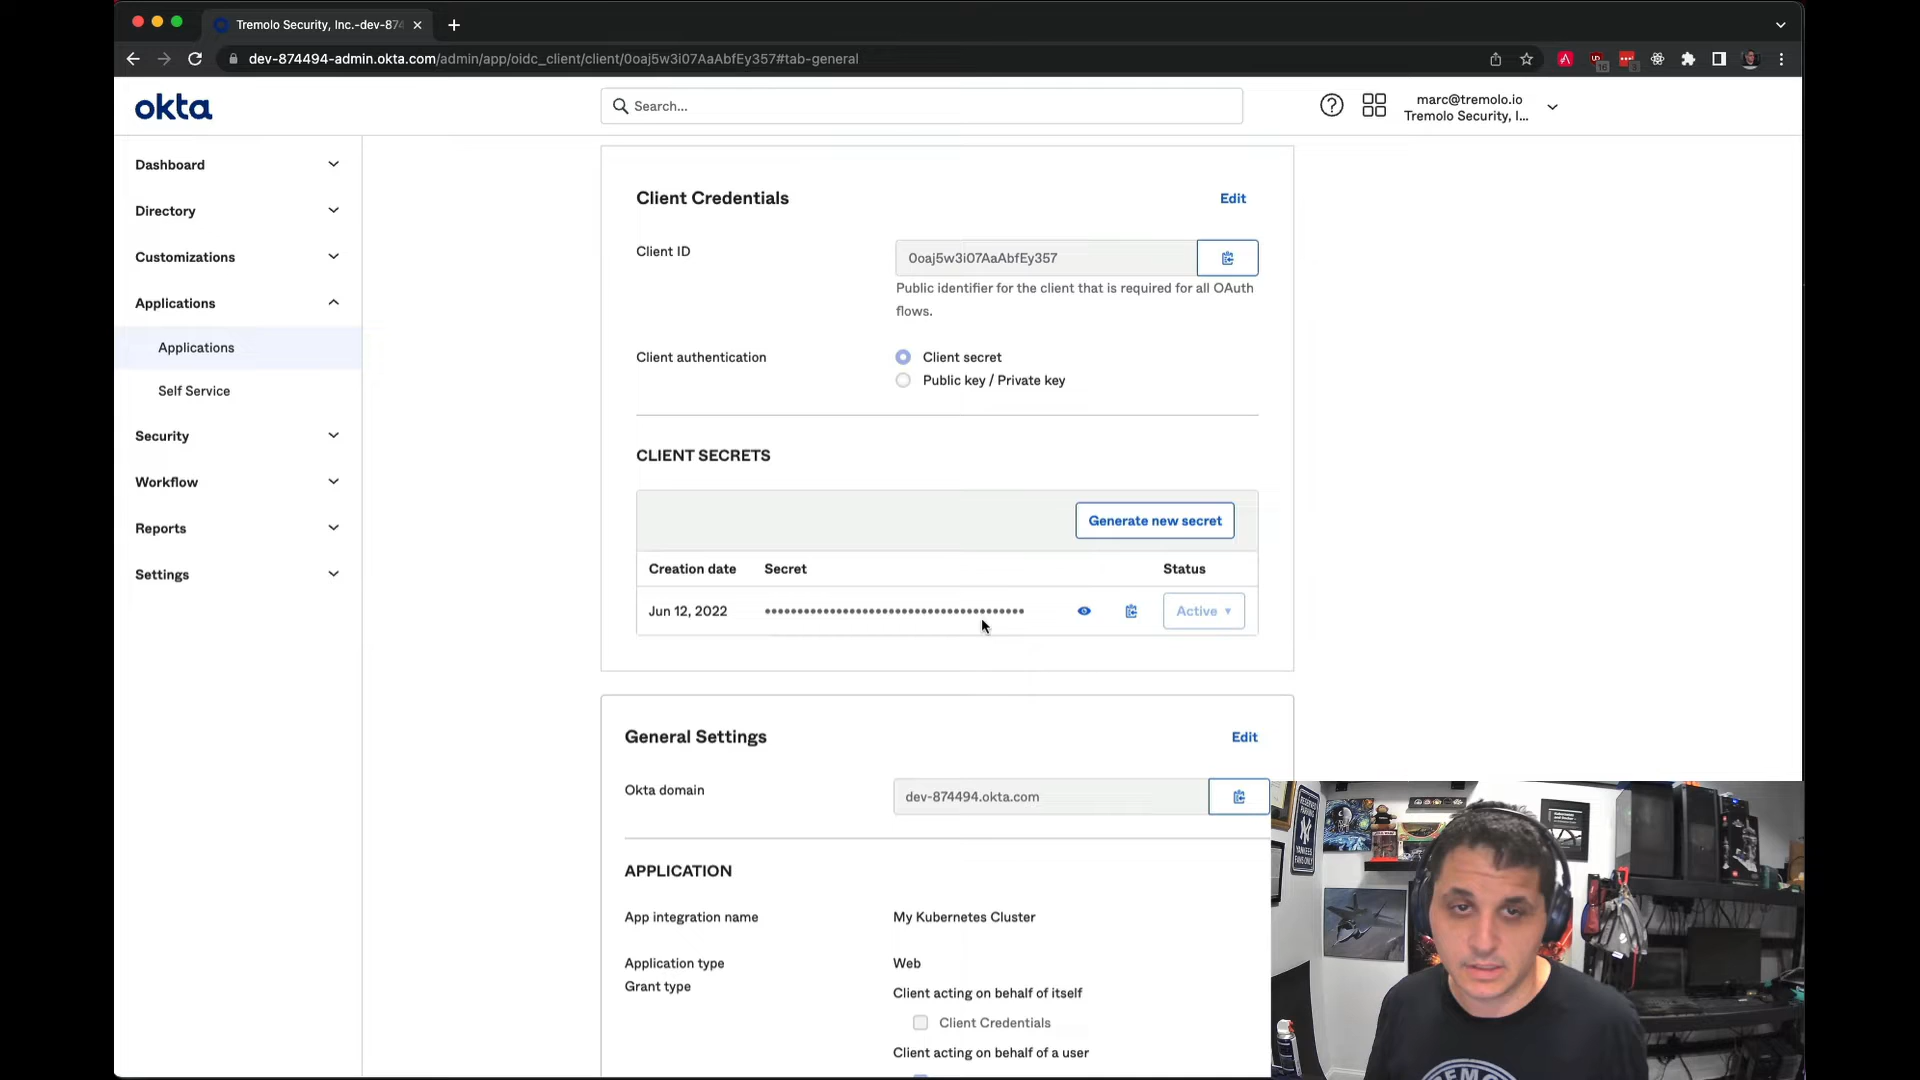 Tremolo Security, Inc.-dev-874
dev-874494-admin.okta.com/admin/app/oidc_client/client/0oaj5w3i07AaAbfEy357#tab-general
okta
Search...
marc@tremolo.io
Tremolo Security, I...
Dashboard
Directory
Customizations
Applications
Applications
Self Service
Security
Workflow
Reports
Settings
Client Credentials
Edit
Client ID
0oaj5w3i07AaAbfEy357
Public identifier for the client that is required for all OAuth
flows.
Client authentication
Client secret
Public key / Private key
CLIENT SECRETS
Generate new secret
Creation date Secret Status
Jun 12, 2022 •••••••••••••••••••••••••••••••••••••••• Active
General Settings
Edit
Okta domain
dev-874494.okta.com
APPLICATION
App integration name
My Kubernetes Cluster
Application type
Web
Grant type
Client acting on behalf of itself
Client Credentials
Client acting on behalf of a user